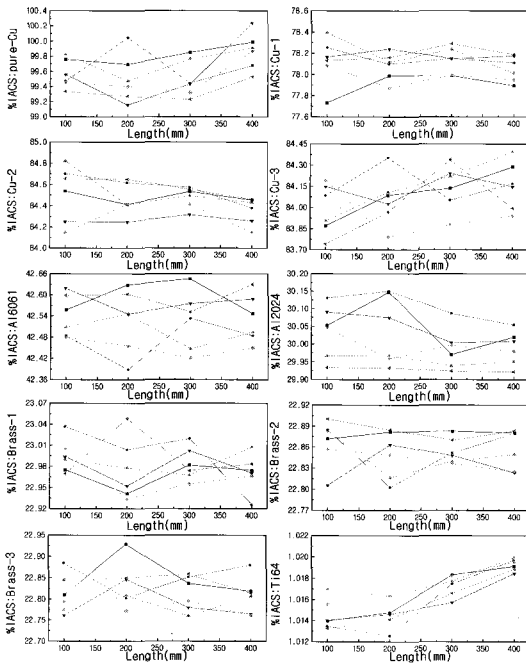 %IACS:pure-Cu
100.4
100.2
100.0
99.8
99.6
99.4
99.2
99.0
100 150 200 250 300 350 400
Length(mm)
%IACS:Cu-1
78.6
78.4
78.2
78.0
77.8
77.6
100 150 200 250 300 350 400
Length(mm)
%IACS:Cu-2
85.0
84.8
84.6
84.4
84.2
84.0
100 150 200 250 300 350 400
Length(mm)
%IACS:Cu-3
84.45
84.30
84.15
84.00
83.85
83.70
100 150 200 250 300 350 400
Length(mm)
%IACS:Al6061
42.66
42.60
42.54
42.48
42.42
42.36
100 150 200 250 300 350 400
Length(mm)
%IACS:Al2024
30.15
30.10
30.05
30.00
29.95
29.90
100 150 200 250 300 350 400
Length(mm)
%IACS:Brass-1
23.07
23.04
23.01
22.98
22.95
22.92
100 150 200 250 300 350 400
Length(mm)
%IACS:Brass-2
22.92
22.89
22.86
22.83
22.80
22.77
100 150 200 250 300 350 400
Length(mm)
%IACS:Brass-3
22.95
22.90
22.85
22.80
22.75
22.70
100 150 200 250 300 350 400
Length(mm)
%IACS:Ti64
1.022
1.020
1.018
1.016
1.014
1.012
100 150 200 250 300 350 400
Length(mm)